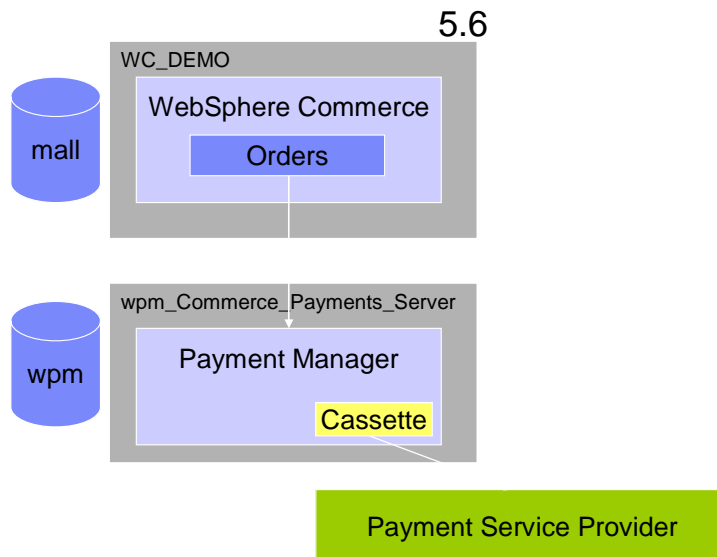 5.6
WC_DEMO
WebSphere Commerce
mall
Orders
wpm_Commerce_Payments_Server
Payment Manager
wpm
Cassette
Payment Service Provider